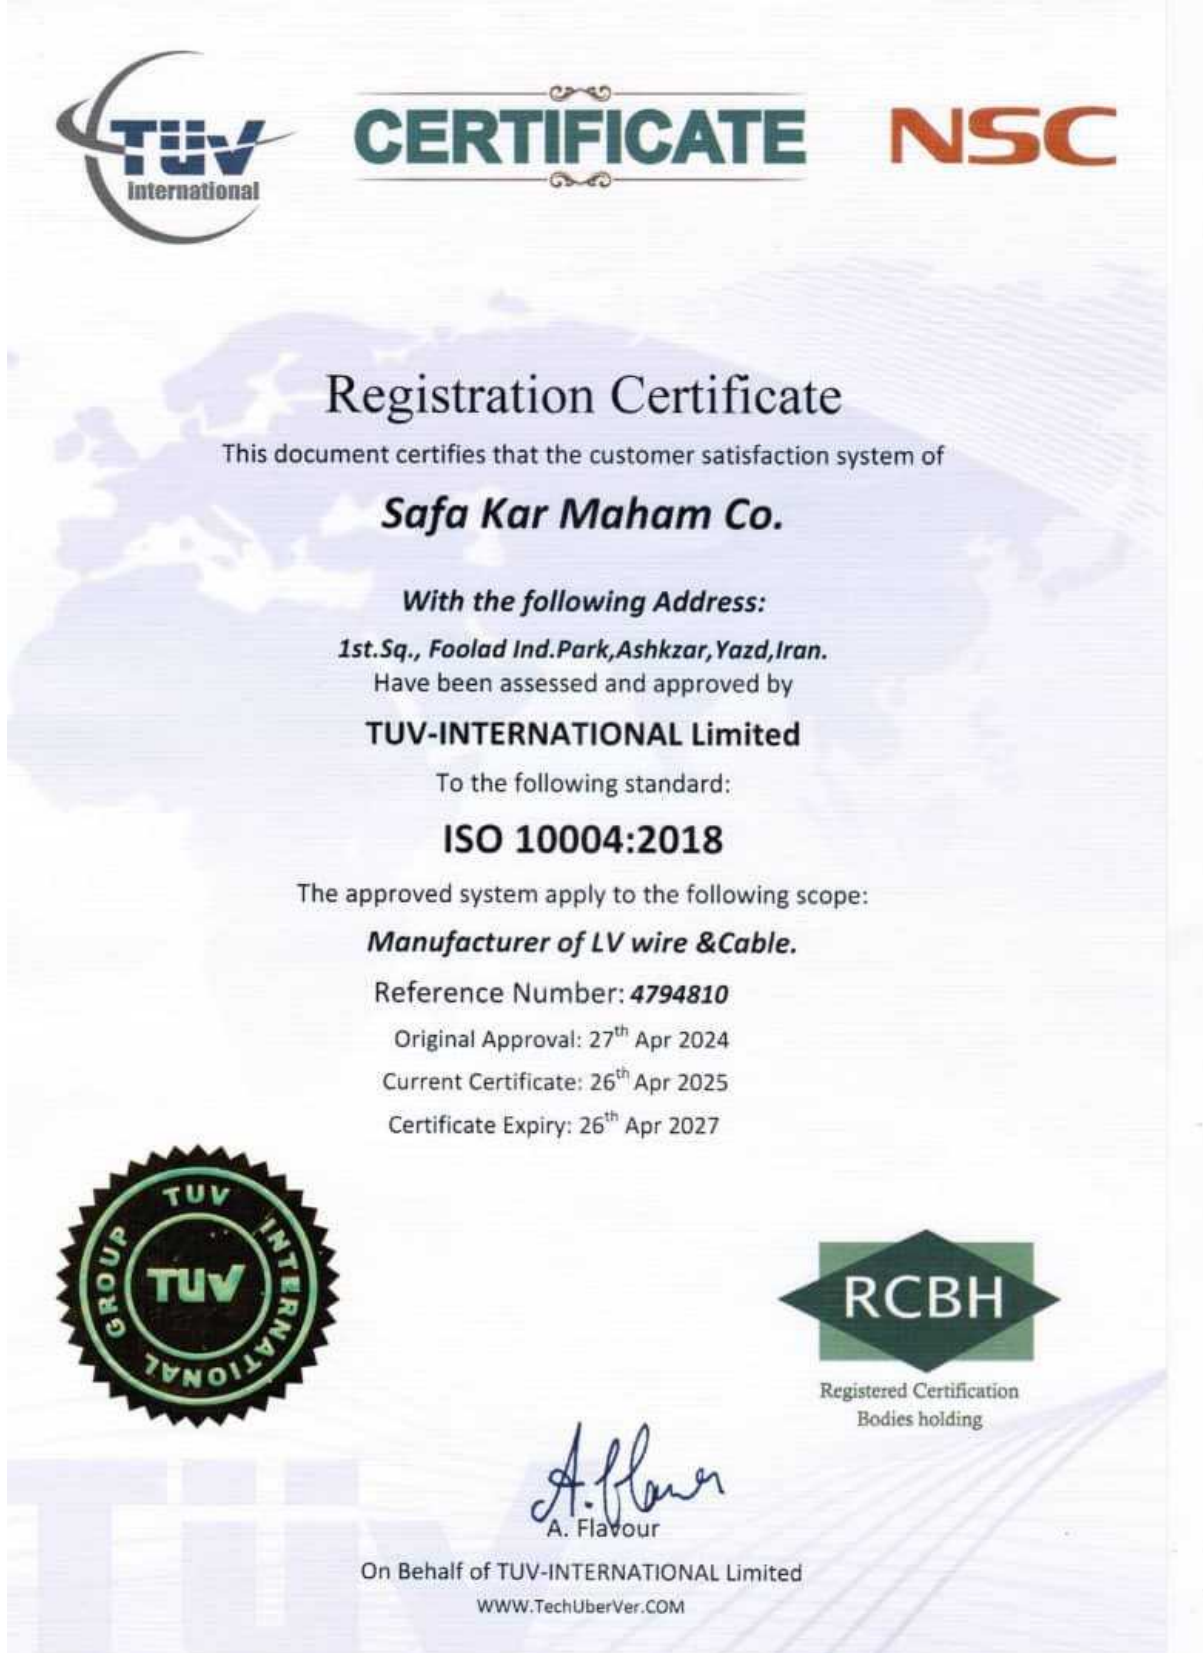 TÜV
international
CERTIFICATE
NSC
Registration Certificate
This document certifies that the customer satisfaction system of
Safa Kar Maham Co.
With the following Address:
1st.Sq., Foolad Ind.Park,Ashkzar,Yazd,Iran.
Have been assessed and approved by
TUV-INTERNATIONAL Limited
To the following standard:
ISO 10004:2018
The approved system apply to the following scope:
Manufacturer of LV wire &Cable.
Reference Number: 4794810
Original Approval: 27th Apr 2024
Current Certificate: 26th Apr 2025
Certificate Expiry: 26th Apr 2027
TUV INTERNATIONAL GROUP
TUV
RCBH
Registered Certification
Bodies holding
A. Flavour
A. Flavour
On Behalf of TUV-INTERNATIONAL Limited
WWW.TechUberVer.COM
TÜV